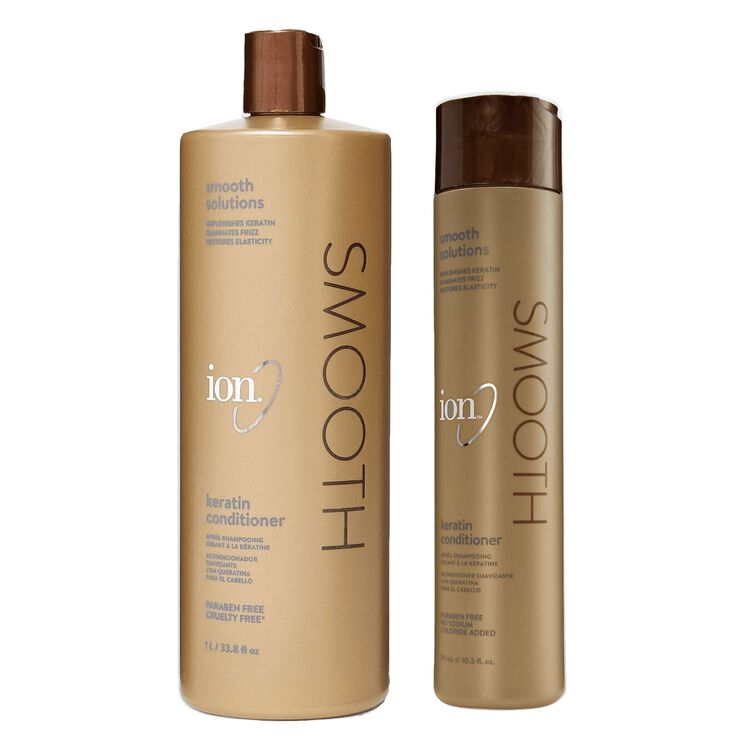 smooth
solutions
REPLENISHES KERATIN
ELIMINATES FRIZZ
RESTORES ELASTICITY
SMOOTH
ion.
keratin
conditioner
APRÈS-SHAMPOOING
LISSANT À LA KÉRATINE
ACONDICIONADOR
SUAVIZANTE
CON QUERATINA
PARA EL CABELLO
PARABEN FREE
CRUELTY FREE*
1 L / 33.8 fl oz
smooth
solutions
REPLENISHES KERATIN
ELIMINATES FRIZZ
RESTORES ELASTICITY
SMOOTH
ion™
keratin
conditioner
APRÈS-SHAMPOOING
LISSANT À LA KÉRATINE
SUAVIZANTE
CON QUERATINA
PARA EL CABELLO
PARABEN FREE
NO SODIUM
CHLORIDE ADDED
mL ℮ 10.5 fl. oz.